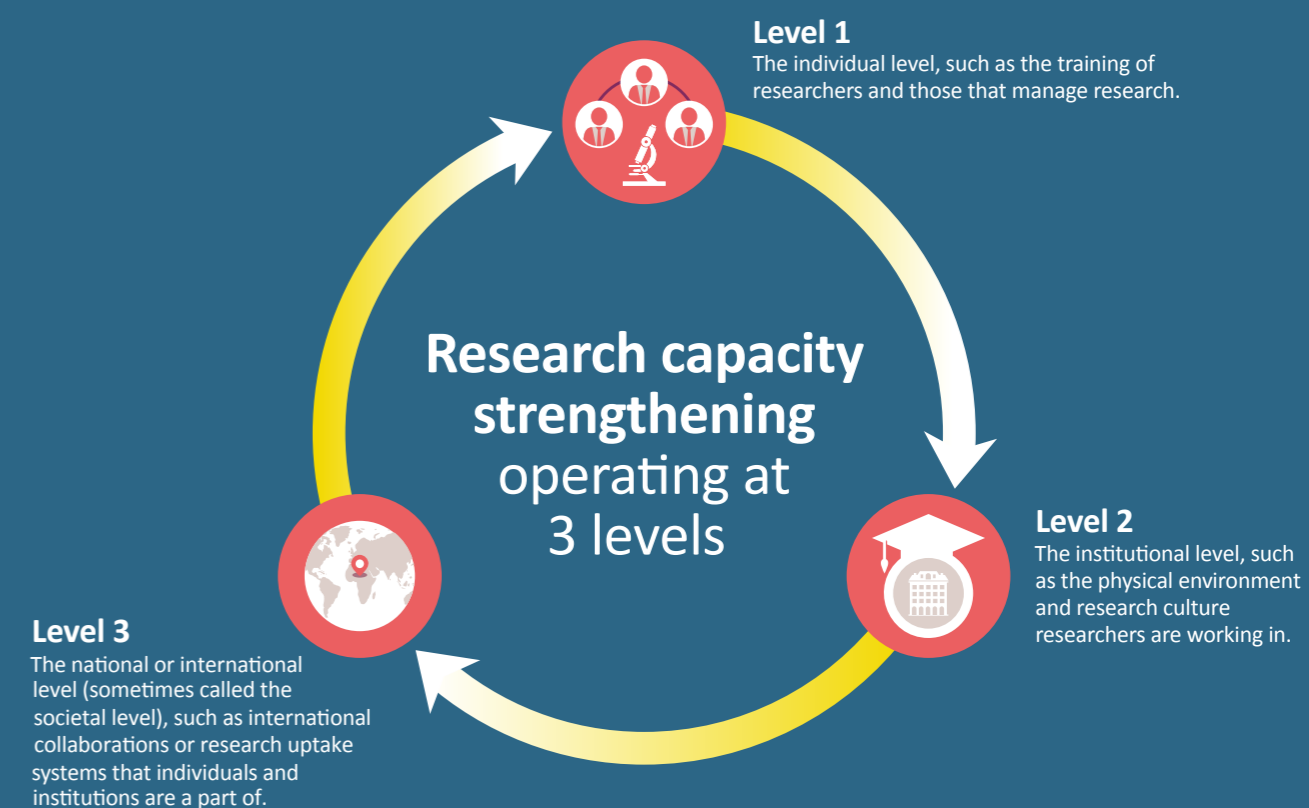 Level 1
The individual level, such as the training of
researchers and those that manage research.
Research capacity
strengthening
operating at
3 levels
Level 2
The institutional level, such
as the physical environment
and research culture
researchers are working in.
Level 3
The national or international
level (sometimes called the
societal level), such as international
collaborations or research uptake
systems that individuals and
institutions are a part of.